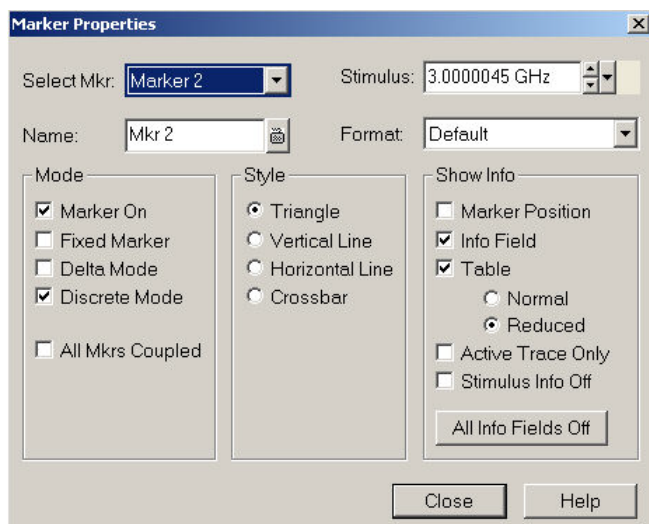 Marker Properties
Select Mkr: Marker 2
Stimulus: 3.0000045 GHz
Name: Mkr 2
Format: Default
Mode
Marker On
Fixed Marker
Delta Mode
Discrete Mode
All Mkrs Coupled
Style
Triangle
Vertical Line
Horizontal Line
Crossbar
Show Info
Marker Position
Info Field
Table
Normal
Reduced
Active Trace Only
Stimulus Info Off
All Info Fields Off
Close
Help